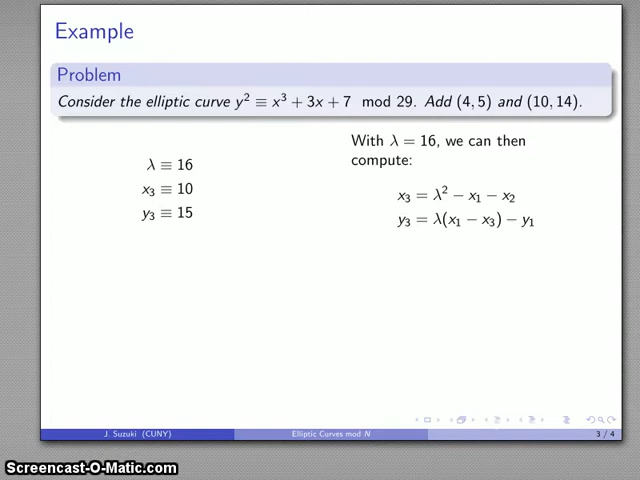 Example
Problem
Consider the elliptic curve y² ≡ x³ + 3x + 7 mod 29. Add (4, 5) and (10, 14).
λ ≡ 16
x₃ ≡ 10
y₃ ≡ 15
With λ = 16, we can then
compute:
x₃ = λ² − x₁ − x₂
y₃ = λ(x₁ − x₃) − y₁
J. Suzuki (CUNY) Elliptic Curves mod N 3 / 4
Screencast-O-Matic.com